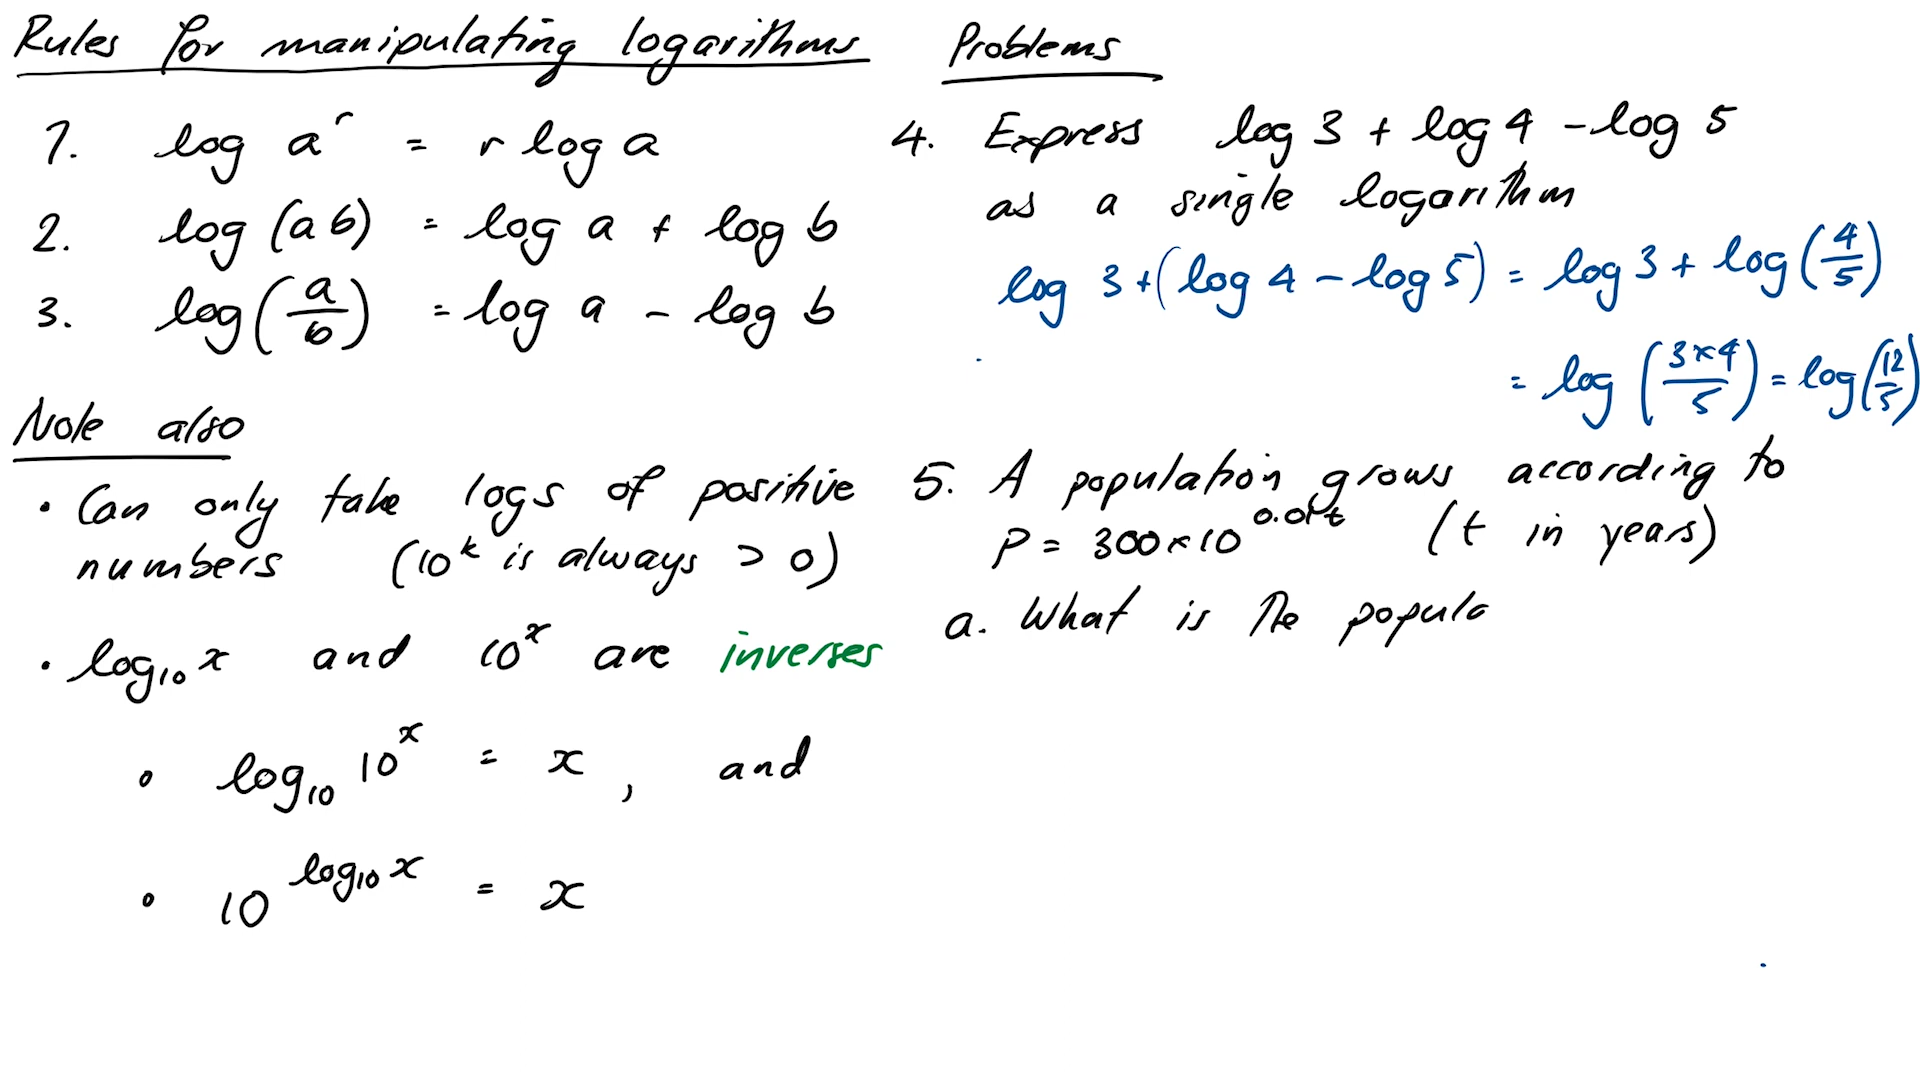 Rules for manipulating logarithms
1. log a^r = r log a
2. log (ab) = log a + log b
3. log(a/b) = log a - log b
Note also
• Can only take logs of positive
numbers (10^k is always > 0)
• log₁₀ x and 10^x are inverses
∘ log₁₀ 10^x = x , and
∘ 10^(log₁₀ x) = x
Problems
4. Express log 3 + log 4 - log 5
as a single logarithm
log 3 + (log 4 - log 5) = log 3 + log (4/5)
= log (3×4/5) = log(12/5)
5. A population grows according to
P = 300×10^0.01t (t in years)
a. What is the popula